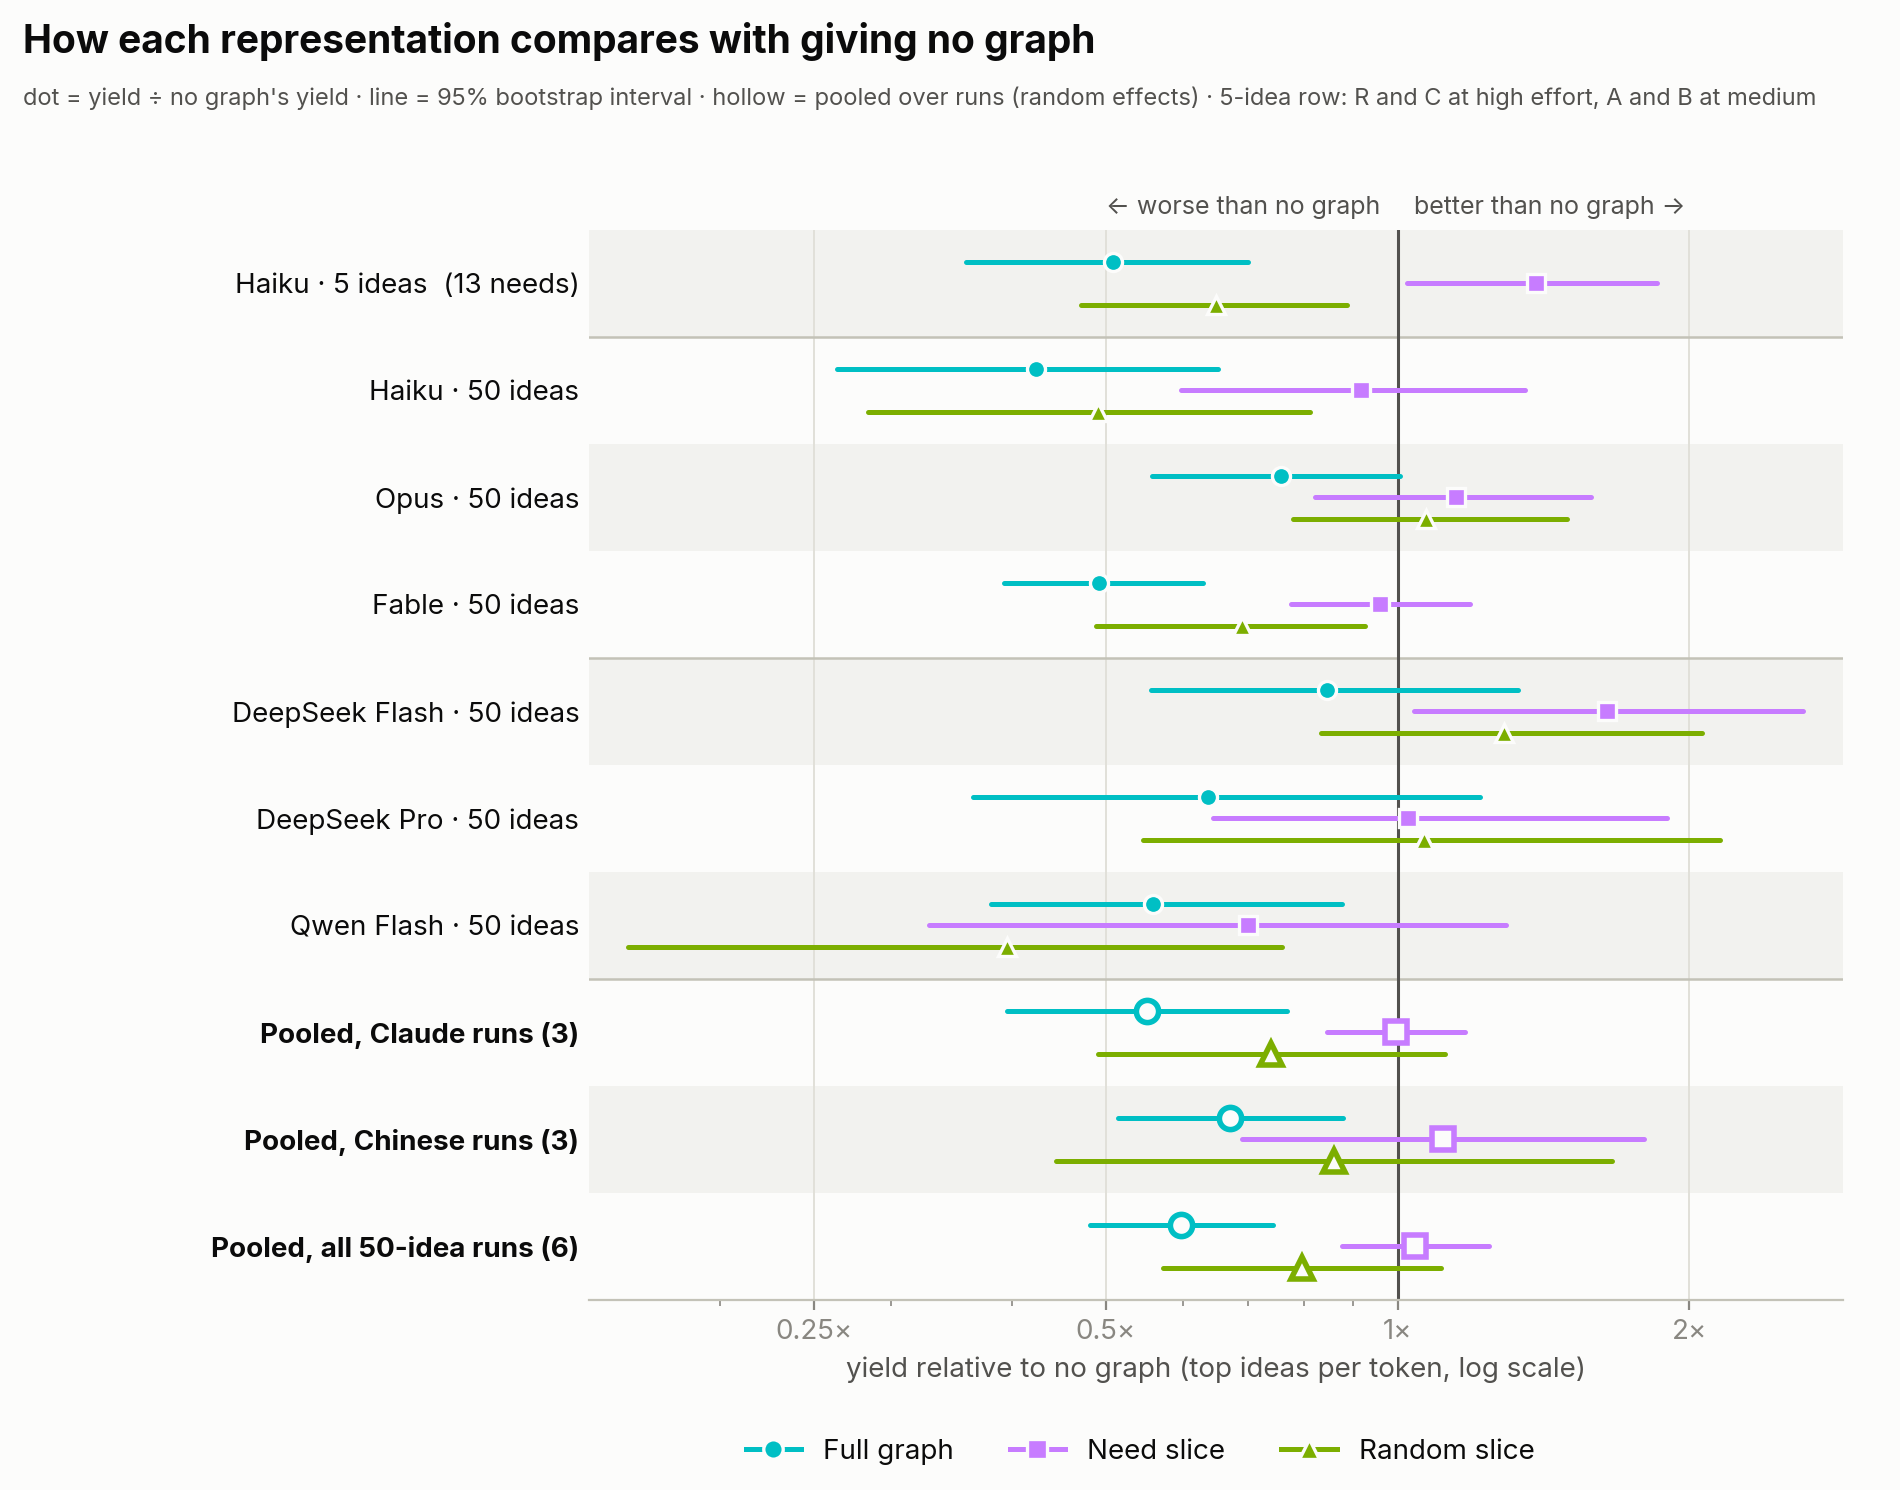 How each representation compares with giving no graph
dot = yield ÷ no graph's yield · line = 95% bootstrap interval · hollow = pooled over runs (random effects) · 5-idea row: R and C at high effort, A and B at medium
← worse than no graph
better than no graph →
Haiku · 5 ideas (13 needs)
Haiku · 50 ideas
Opus · 50 ideas
Fable · 50 ideas
DeepSeek Flash · 50 ideas
DeepSeek Pro · 50 ideas
Qwen Flash · 50 ideas
Pooled, Claude runs (3)
Pooled, Chinese runs (3)
Pooled, all 50-idea runs (6)
0.25× 0.5× 1× 2×
yield relative to no graph (top ideas per token, log scale)
Full graph Need slice Random slice